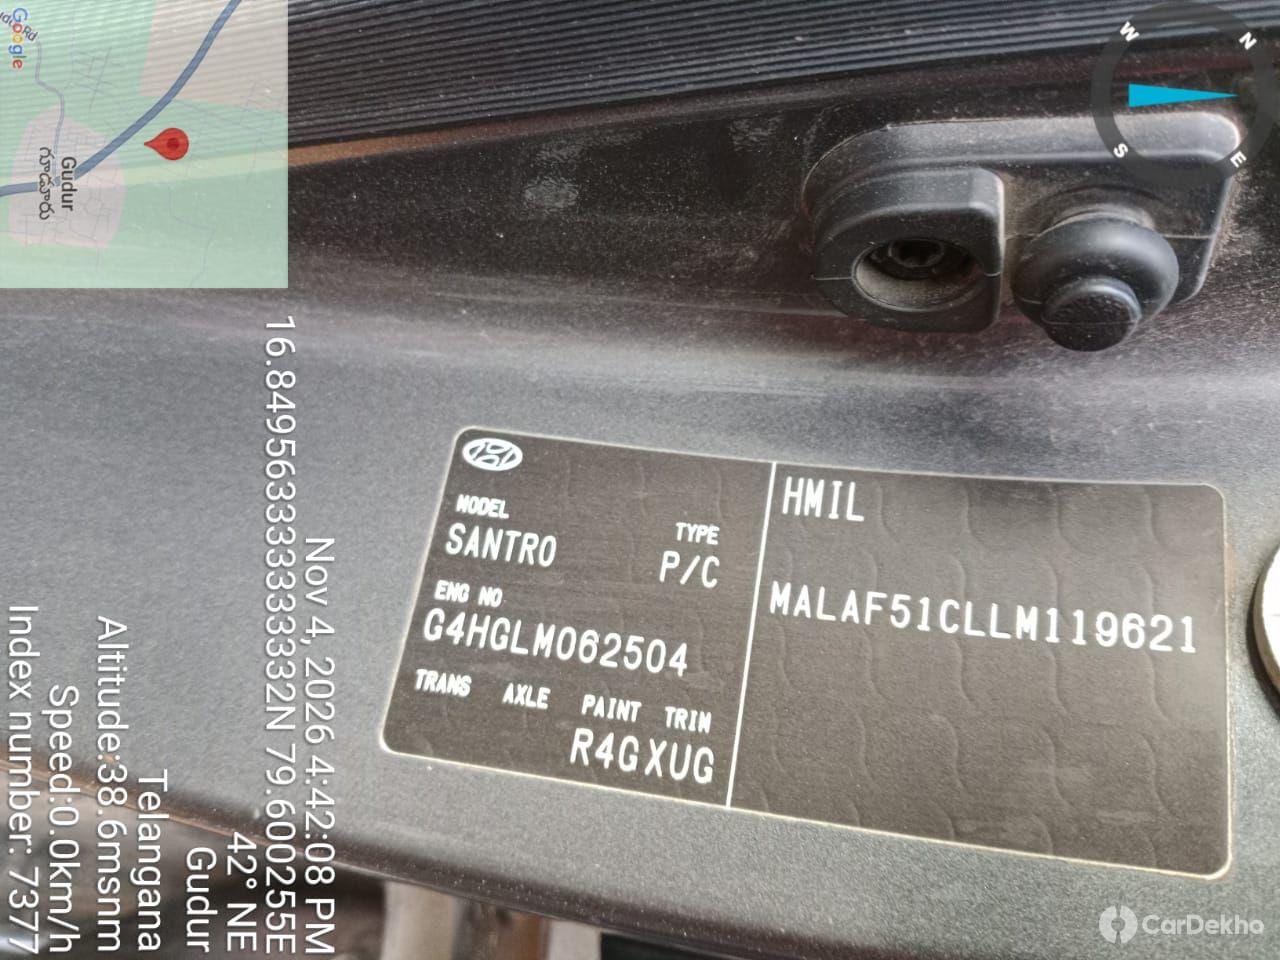 HMIL
MODEL
TYPE
SANTRO
P/C
ENG NO
G4HGLM062504
TRANS AXLE PAINT TRIM
R4G XUG
MALAF51CLLM119621
Nov 4, 2026 4:42:08 PM
16.849563333333332N 79.6000255E
42° NE
Gudur
Telangana
Altitude:38.6msnm
Speed:0.0km/h
Index number: 7377
Google
Gudur
గూడూరు
N
E
S
W
CarDekho